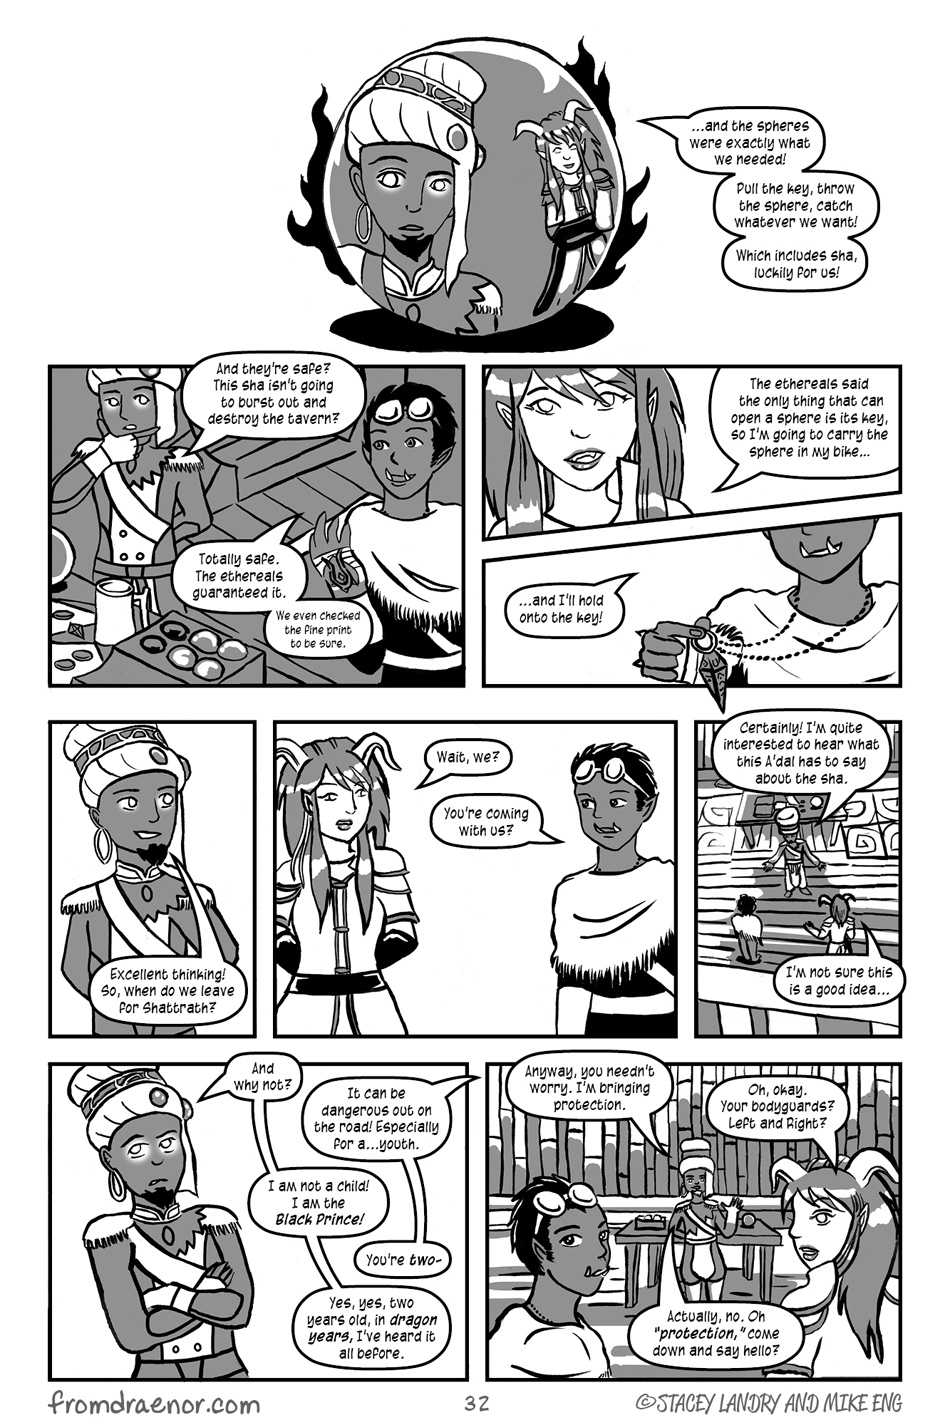 ...and the spheres
were exactly what
we needed!
Pull the key, throw
the sphere, catch
whatever we want!
Which includes sha,
luckily for us!
And they're safe?
This sha isn't going
to burst out and
destroy the tavern?
Totally safe.
The ethereals
guaranteed it.
We even checked
the fine print
to be sure.
The ethereals said
the only thing that can
open a sphere is its key,
so I'm going to carry the
sphere in my bike...
...and I'll hold
onto the key!
Excellent thinking!
So, when do we leave
for Shattrath?
Wait, we?
You're coming
with us?
Certainly! I'm quite
interested to hear what
this A'dal has to say
about the sha.
I'm not sure this
is a good idea...
And
why not?
It can be
dangerous out on
the road! Especially
for a...youth.
I am not a child!
I am the
Black Prince!
You're two-
Yes, yes, two
years old, in dragon
years, I've heard it
all before.
Anyway, you needn't
worry. I'm bringing
protection.
Oh, okay.
Your bodyguards?
Left and Right?
Actually, no. Oh
"protection," come
down and say hello?
fromdraenor.com
32
©STACEY LANDRY AND MIKE ENG